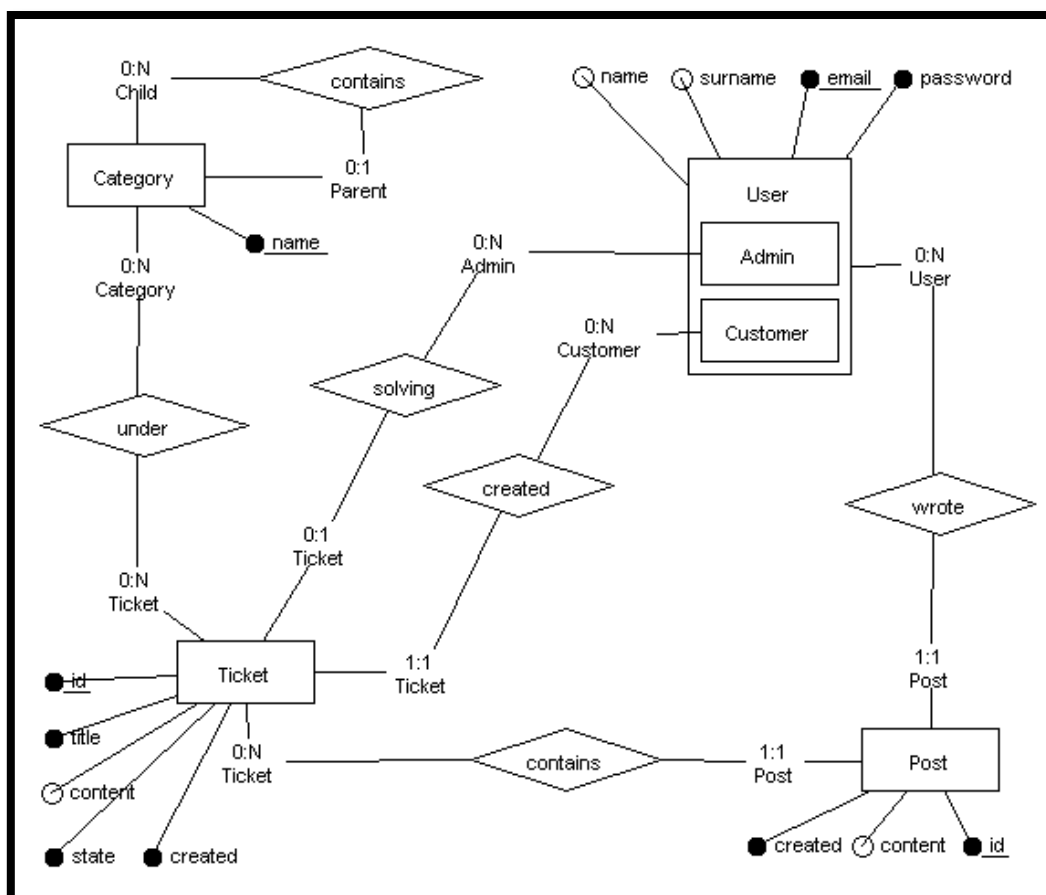 0:N
Child
contains
name
surname
email
password
Category
0:1
Parent
User
name
0:N
Category
0:N
Admin
Admin
0:N
User
0:N
Customer
Customer
solving
under
created
wrote
0:1
Ticket
0:N
Ticket
1:1
Ticket
1:1
Post
id
Ticket
title
0:N
Ticket
contains
1:1
Post
Post
content
state
created
created
content
id